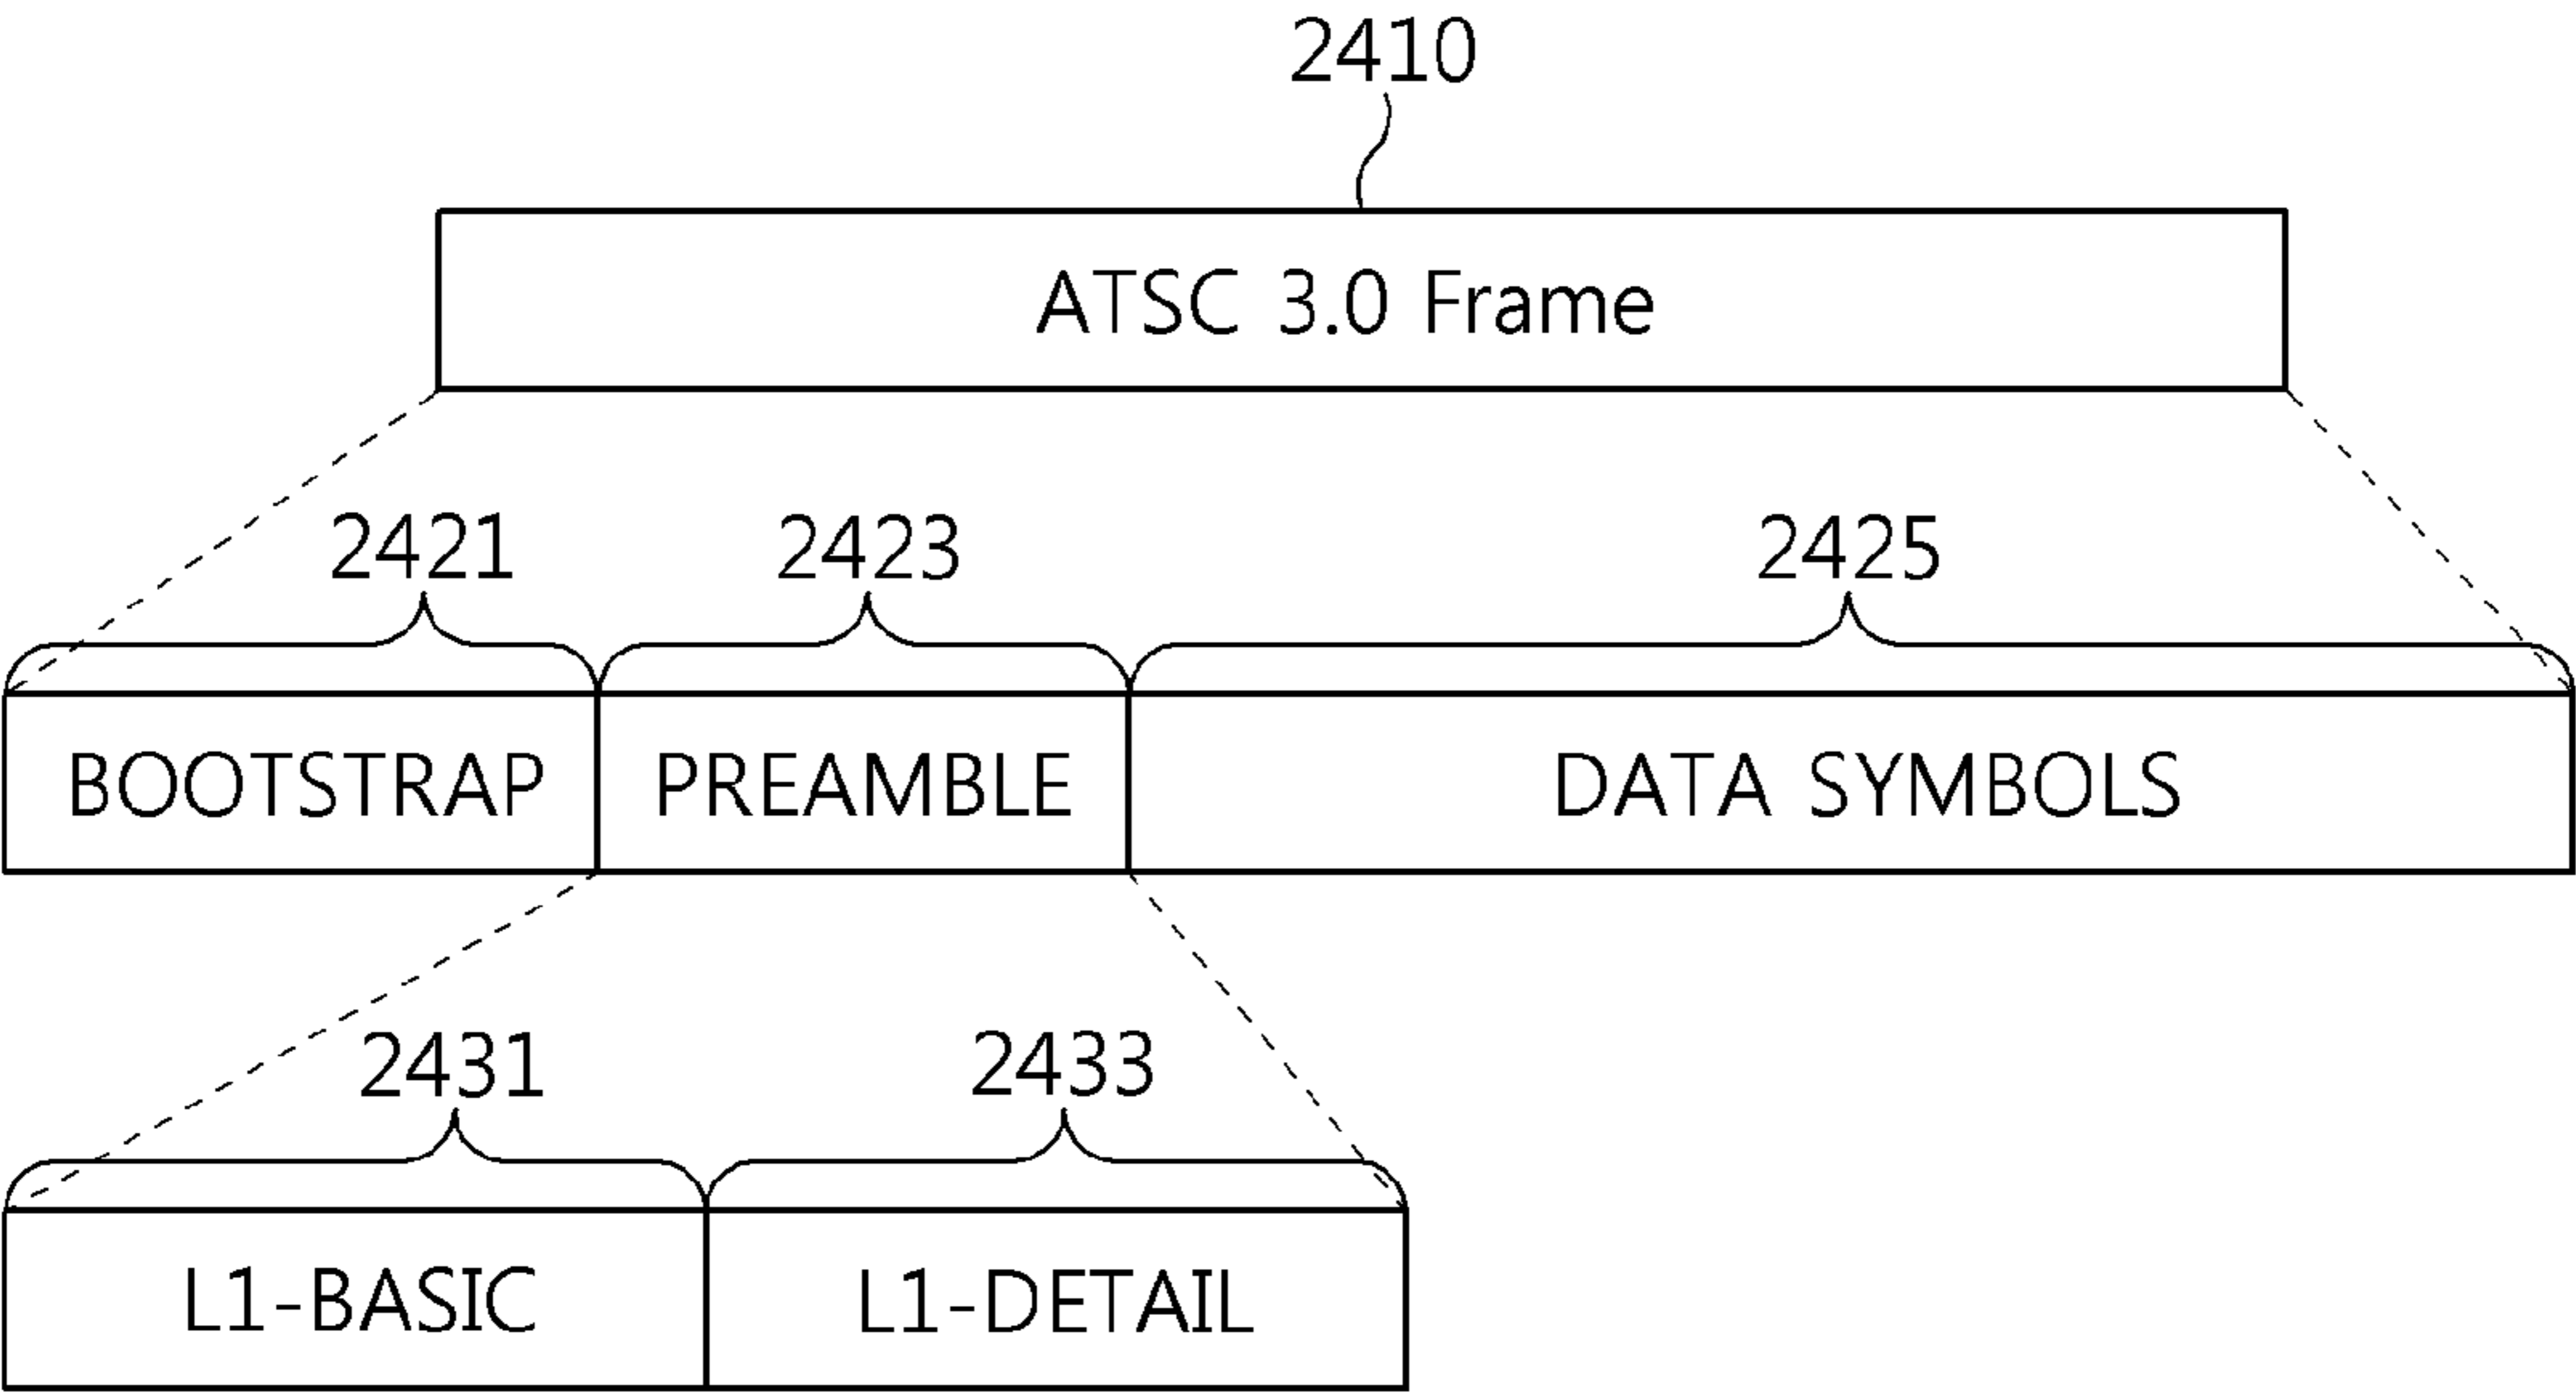 2410
ATSC 3.0 Frame
2421 2423 2425
BOOTSTRAP PREAMBLE DATA SYMBOLS
2431 2433
L1-BASIC L1-DETAIL